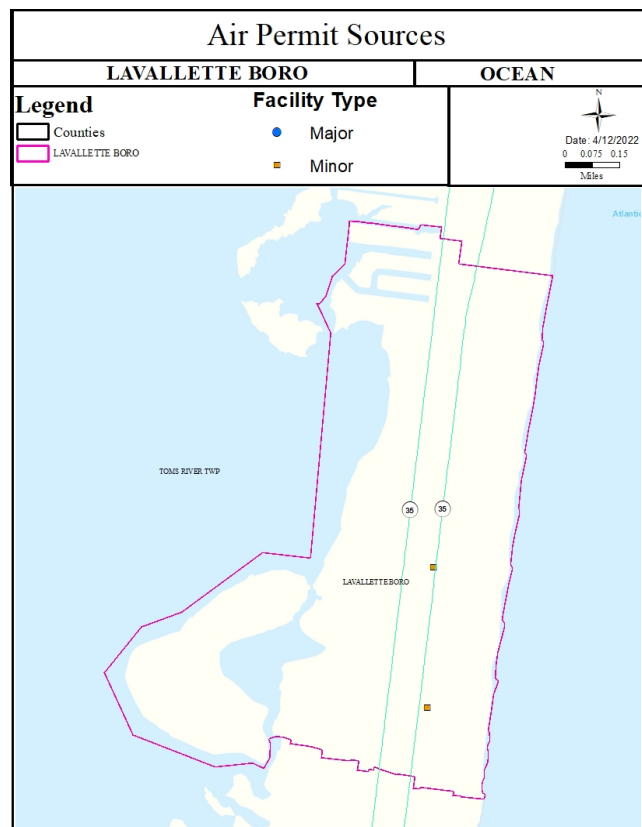 Air Permit Sources
LAVALLETTE BORO
OCEAN
Legend
Facility Type
Counties
LAVALLETTE BORO
Major
Minor
N
Date: 4/12/2022
0 0.075 0.15
Miles
Atlantic
TOMS RIVER TWP
35
35
LAVALLETTE BORO